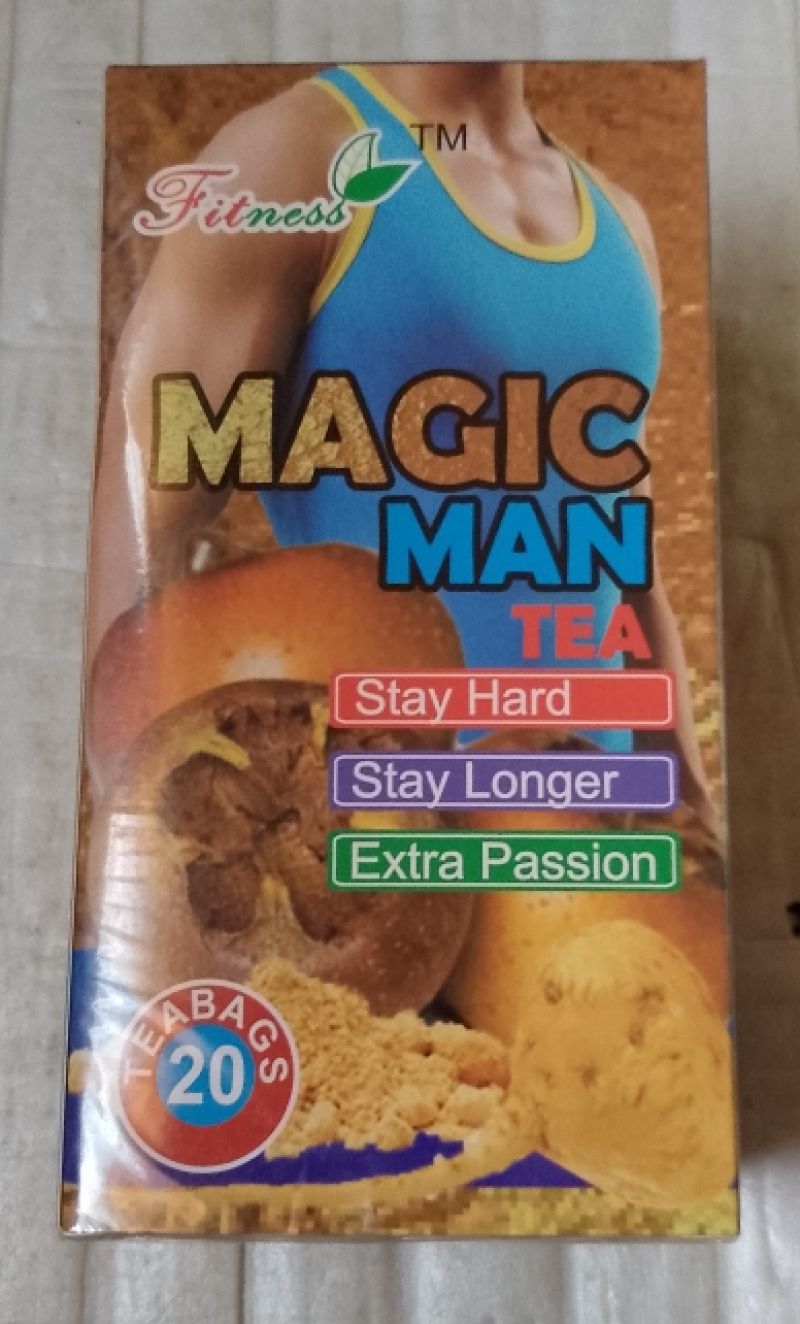 TM
Fitness
MAGIC
MAN
TEA
Stay Hard
Stay Longer
Extra Passion
TEABAGS
20